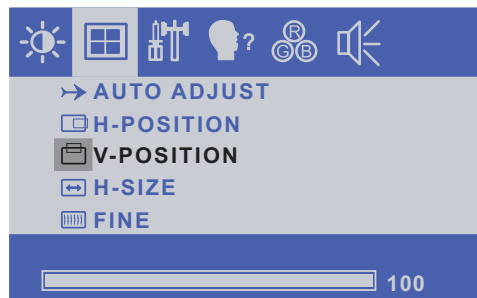 ? R G B
AUTO ADJUST
H-POSITION
V-POSITION
H-SIZE
FINE
100